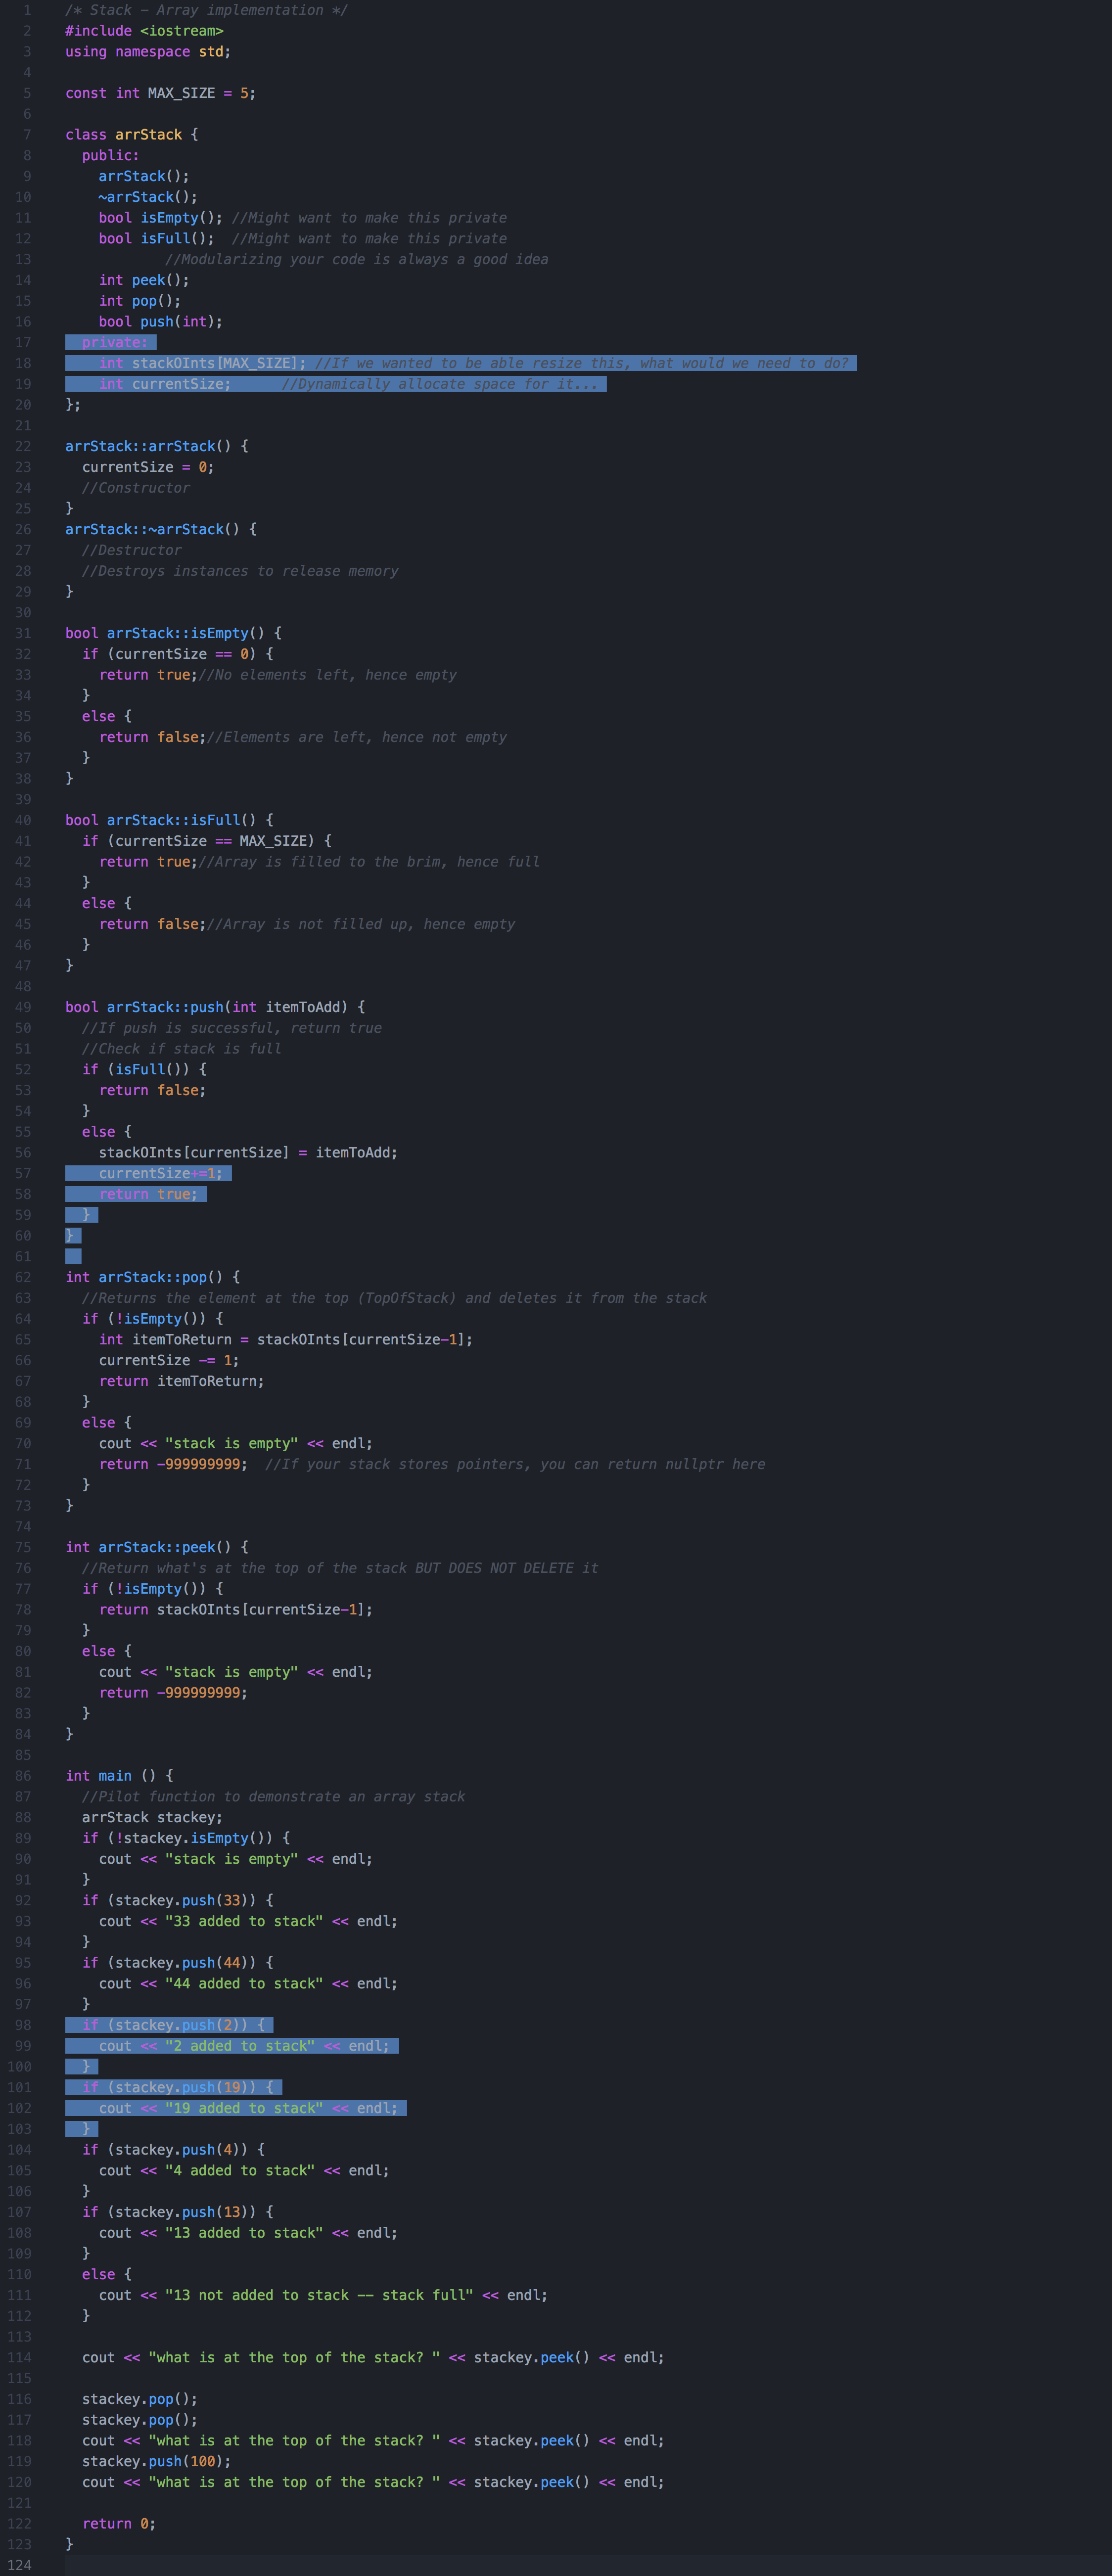 1 /* Stack - Array implementation */
2 #include <iostream>
3 using namespace std;
4
5 const int MAX_SIZE = 5;
6
7 class arrStack {
8   public:
9     arrStack();
10     ~arrStack();
11     bool isEmpty(); //Might want to make this private
12     bool isFull();  //Might want to make this private
13             //Modularizing your code is always a good idea
14     int peek();
15     int pop();
16     bool push(int);
17   private:
18     int stackOInts[MAX_SIZE]; //If we wanted to be able resize this, what would we need to do?
19     int currentSize;      //Dynamically allocate space for it...
20 };
21
22 arrStack::arrStack() {
23   currentSize = 0;
24   //Constructor
25 }
26 arrStack::~arrStack() {
27   //Destructor
28   //Destroys instances to release memory
29 }
30
31 bool arrStack::isEmpty() {
32   if (currentSize == 0) {
33     return true;//No elements left, hence empty
34   }
35   else {
36     return false;//Elements are left, hence not empty
37   }
38 }
39
40 bool arrStack::isFull() {
41   if (currentSize == MAX_SIZE) {
42     return true;//Array is filled to the brim, hence full
43   }
44   else {
45     return false;//Array is not filled up, hence empty
46   }
47 }
48
49 bool arrStack::push(int itemToAdd) {
50   //If push is successful, return true
51   //Check if stack is full
52   if (isFull()) {
53     return false;
54   }
55   else {
56     stackOInts[currentSize] = itemToAdd;
57     currentSize+=1;
58     return true;
59   }
60 }
61
62 int arrStack::pop() {
63   //Returns the element at the top (TopOfStack) and deletes it from the stack
64   if (!isEmpty()) {
65     int itemToReturn = stackOInts[currentSize-1];
66     currentSize -= 1;
67     return itemToReturn;
68   }
69   else {
70     cout << "stack is empty" << endl;
71     return -999999999;  //If your stack stores pointers, you can return nullptr here
72   }
73 }
74
75 int arrStack::peek() {
76   //Return what's at the top of the stack BUT DOES NOT DELETE it
77   if (!isEmpty()) {
78     return stackOInts[currentSize-1];
79   }
80   else {
81     cout << "stack is empty" << endl;
82     return -999999999;
83   }
84 }
85
86 int main () {
87   //Pilot function to demonstrate an array stack
88   arrStack stackey;
89   if (!stackey.isEmpty()) {
90     cout << "stack is empty" << endl;
91   }
92   if (stackey.push(33)) {
93     cout << "33 added to stack" << endl;
94   }
95   if (stackey.push(44)) {
96     cout << "44 added to stack" << endl;
97   }
98   if (stackey.push(2)) {
99     cout << "2 added to stack" << endl;
100   }
101   if (stackey.push(19)) {
102     cout << "19 added to stack" << endl;
103   }
104   if (stackey.push(4)) {
105     cout << "4 added to stack" << endl;
106   }
107   if (stackey.push(13)) {
108     cout << "13 added to stack" << endl;
109   }
110   else {
111     cout << "13 not added to stack -- stack full" << endl;
112   }
113
114   cout << "what is at the top of the stack? " << stackey.peek() << endl;
115
116   stackey.pop();
117   stackey.pop();
118   cout << "what is at the top of the stack? " << stackey.peek() << endl;
119   stackey.push(100);
120   cout << "what is at the top of the stack? " << stackey.peek() << endl;
121
122   return 0;
123 }
124